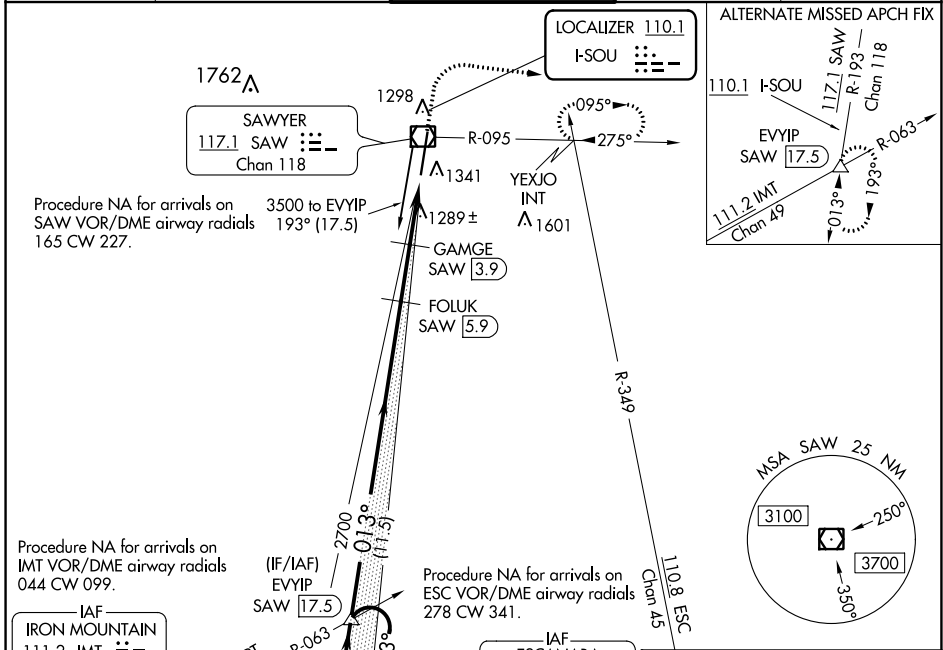 LOCALIZER 110.1
I-SOU
ALTERNATE MISSED APCH FIX
110.1 I-SOU
117.1 SAW
R-193
Chan 118
EVYIP
SAW 17.5
R-063
111.2 IMT
Chan 49
013°
193°
1762
1298
SAWYER
117.1 SAW
Chan 118
R-095
095°
275°
YEXJO
INT
1601
1341
1289 ±
Procedure NA for arrivals on
SAW VOR/DME airway radials
165 CW 227.
3500 to EVYIP
193° (17.5)
GAMGE
SAW 3.9
FOLUK
SAW 5.9
R-349
110.8 ESC
Chan 45
MSA SAW 25 NM
3100
250°
3700
350°
2700
013°
(11.5)
Procedure NA for arrivals on
IMT VOR/DME airway radials
044 CW 099.
(IF/IAF)
EVYIP
SAW 17.5
R-063
Procedure NA for arrivals on
ESC VOR/DME airway radials
278 CW 341.
IAF
IRON MOUNTAIN
111.2 IMT
IAF